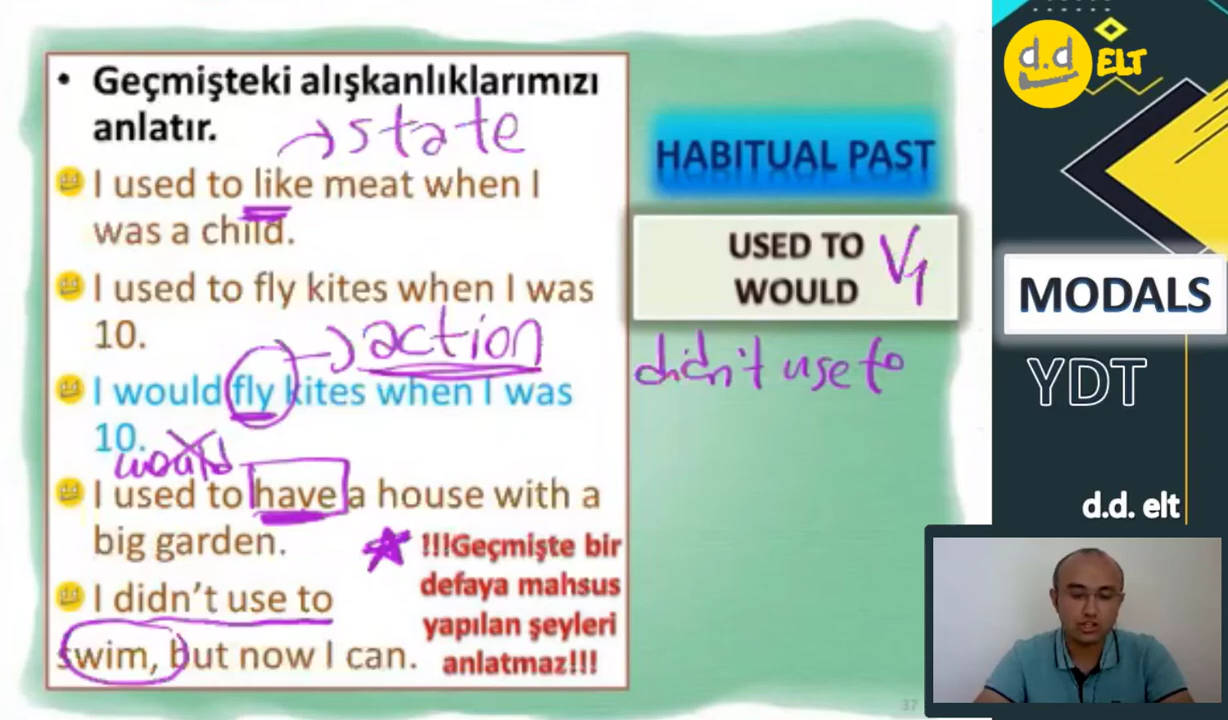 • Geçmişteki alışkanlıklarımızı
anlatır.
→ state
I used to like meat when I
was a child.
I used to fly kites when I was
10.
→ action
I would fly kites when I was
10.
would
I used to have a house with a
big garden.
!!!Geçmişte bir
defaya mahsus
yapılan şeyleri
anlatmaz!!!
I didn't use to
swim, but now I can.
HABITUAL PAST
USED TO
WOULD
V1
didn't use to
37
d.d ELT
MODALS
YDT
d.d. elt